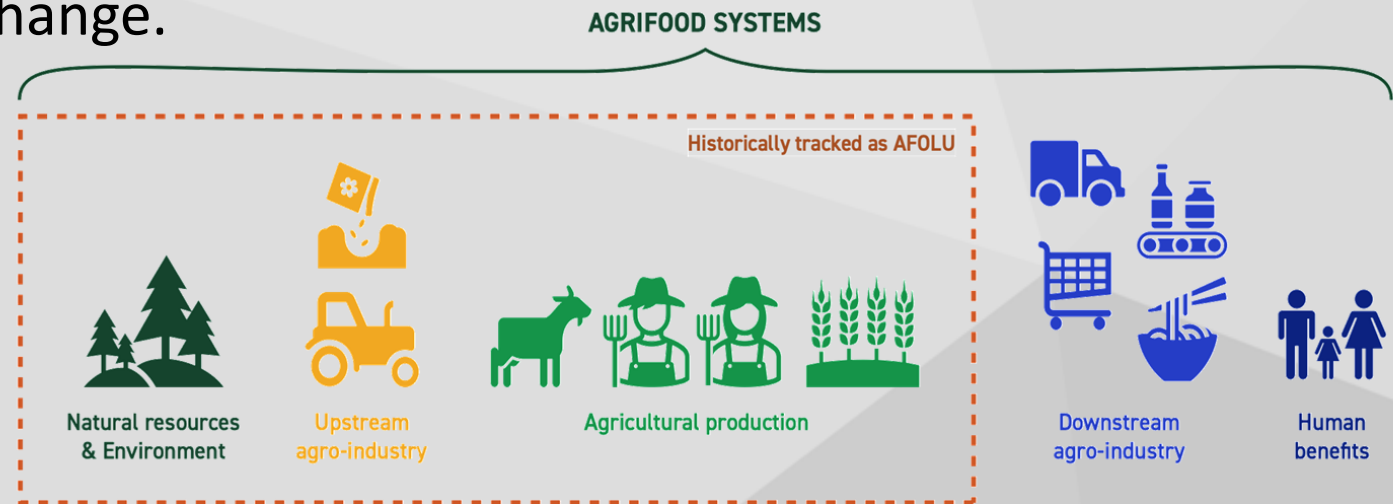 hange.
AGRIFOOD SYSTEMS
Historically tracked as AFOLU
Natural resources
& Environment
Upstream
agro-industry
Agricultural production
Downstream
agro-industry
Human
benefits